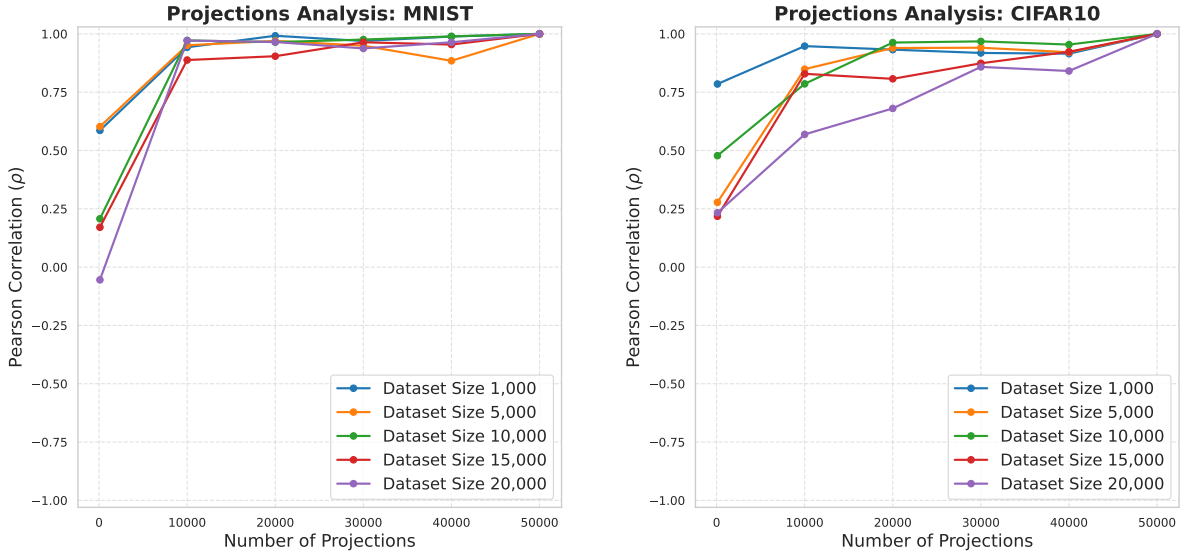 Projections Analysis: MNIST
Pearson Correlation (ρ)
1.00
0.75
0.50
0.25
0.00
−0.25
−0.50
−0.75
−1.00
Dataset Size 1,000
Dataset Size 5,000
Dataset Size 10,000
Dataset Size 15,000
Dataset Size 20,000
0 10000 20000 30000 40000 50000
Number of Projections
Projections Analysis: CIFAR10
Pearson Correlation (ρ)
1.00
0.75
0.50
0.25
0.00
−0.25
−0.50
−0.75
−1.00
Dataset Size 1,000
Dataset Size 5,000
Dataset Size 10,000
Dataset Size 15,000
Dataset Size 20,000
0 10000 20000 30000 40000 50000
Number of Projections